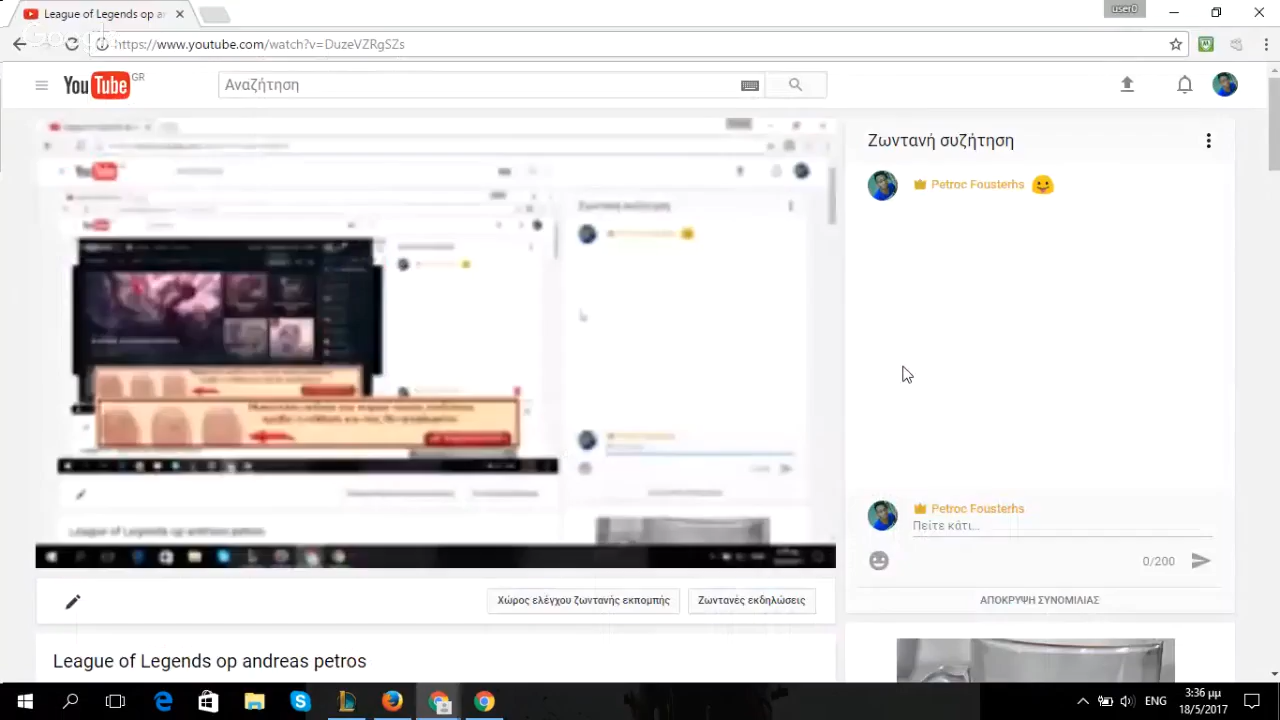 League of Legends op an
user0
Google
https://www.youtube.com/watch?v=DuzeVZRgSZs
YouTube GR
Αναζήτηση
Ζωντανή συζήτηση
Petroc Fousterhs
Petroc Fousterhs
Πείτε κάτι...
0/200
ΑΠΟΚΡΥΨΗ ΣΥΝΟΜΙΛΙΑΣ
Χώρος ελέγχου ζωντανής εκπομπής
Ζωντανές εκδηλώσεις
League of Legends op andreas petros
ENG
3:36 μμ
18/5/2017